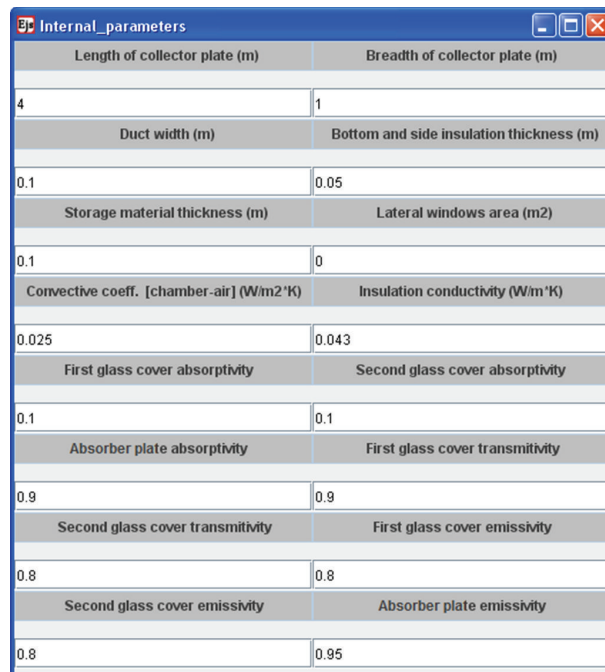 Ejs Internal_parameters
Length of collector plate (m) Breadth of collector plate (m)
4 1
Duct width (m) Bottom and side insulation thickness (m)
0.1 0.05
Storage material thickness (m) Lateral windows area (m2)
0.1 0
Convective coeff. [chamber-air] (W/m2*K) Insulation conductivity (W/m*K)
0.025 0.043
First glass cover absorptivity Second glass cover absorptivity
0.1 0.1
Absorber plate absorptivity First glass cover transmitivity
0.9 0.9
Second glass cover transmitivity First glass cover emissivity
0.8 0.8
Second glass cover emissivity Absorber plate emissivity
0.8 0.95